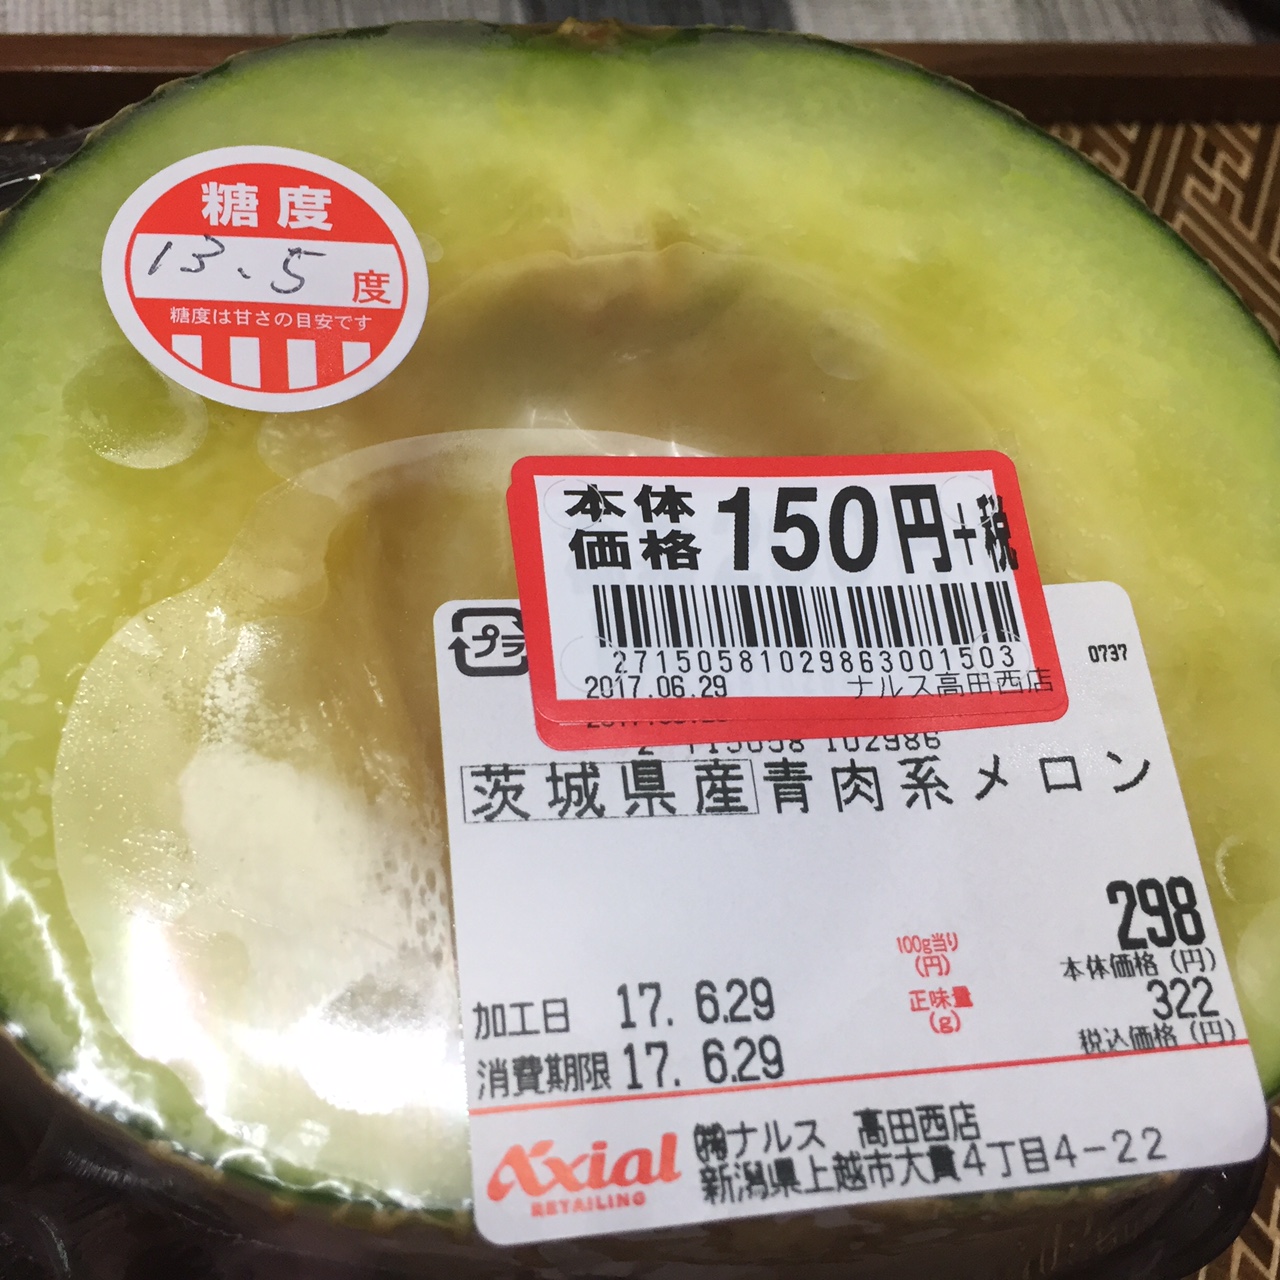 糖度
13.5度
糖度は甘さの目安です
本体
価格 150円+税
27150581029863001503
2017.06.29 ナルス高田西店
プラ
0737
2 715058 102986
茨城県産青肉系メロン
298
100g当り
(円)
本体価格(円)
322
正味量
(g)
税込価格(円)
加工日 17. 6.29
消費期限 17. 6.29
Axial
RETAILING
㈱ナルス 高田西店
新潟県上越市大貫4丁目4-22